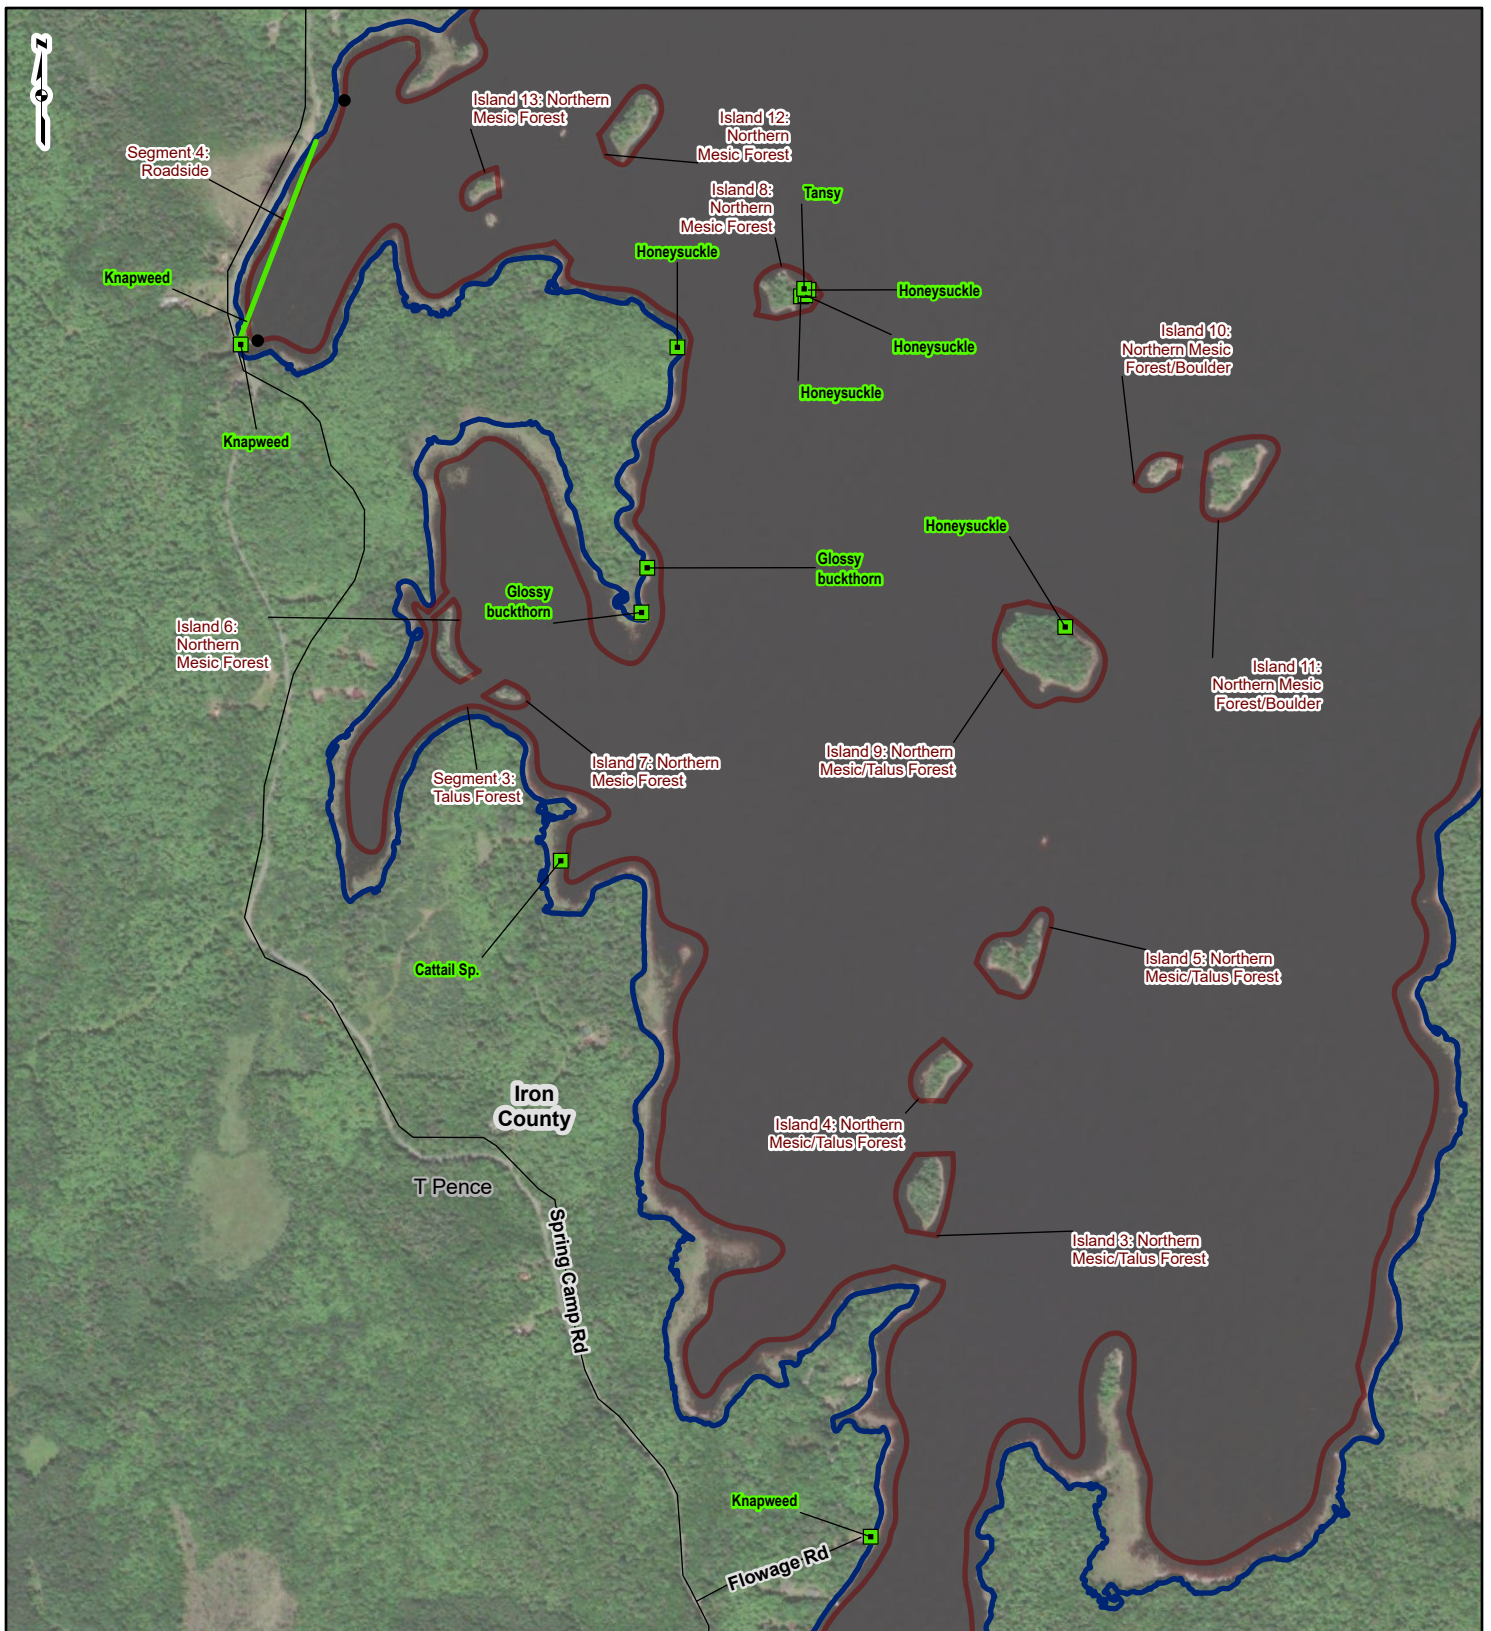 N
Island 13: Northern
Mesic Forest
Island 12:
Northern
Mesic Forest
Segment 4:
Roadside
Island 8:
Northern
Mesic Forest
Tansy
Honeysuckle
Knapweed
Honeysuckle
Honeysuckle
Island 10:
Northern Mesic
Forest/Boulder
Honeysuckle
Knapweed
Honeysuckle
Glossy
buckthorn
Glossy
buckthorn
Island 6:
Northern
Mesic Forest
Island 11:
Northern Mesic
Forest/Boulder
Island 9: Northern
Mesic/Talus Forest
Island 7: Northern
Mesic Forest
Segment 3:
Talus Forest
Cattail Sp.
Island 5: Northern
Mesic/Talus Forest
Iron
County
Island 4: Northern
Mesic/Talus Forest
T Pence
Spring Camp Rd
Island 3: Northern
Mesic/Talus Forest
Knapweed
Flowage Rd